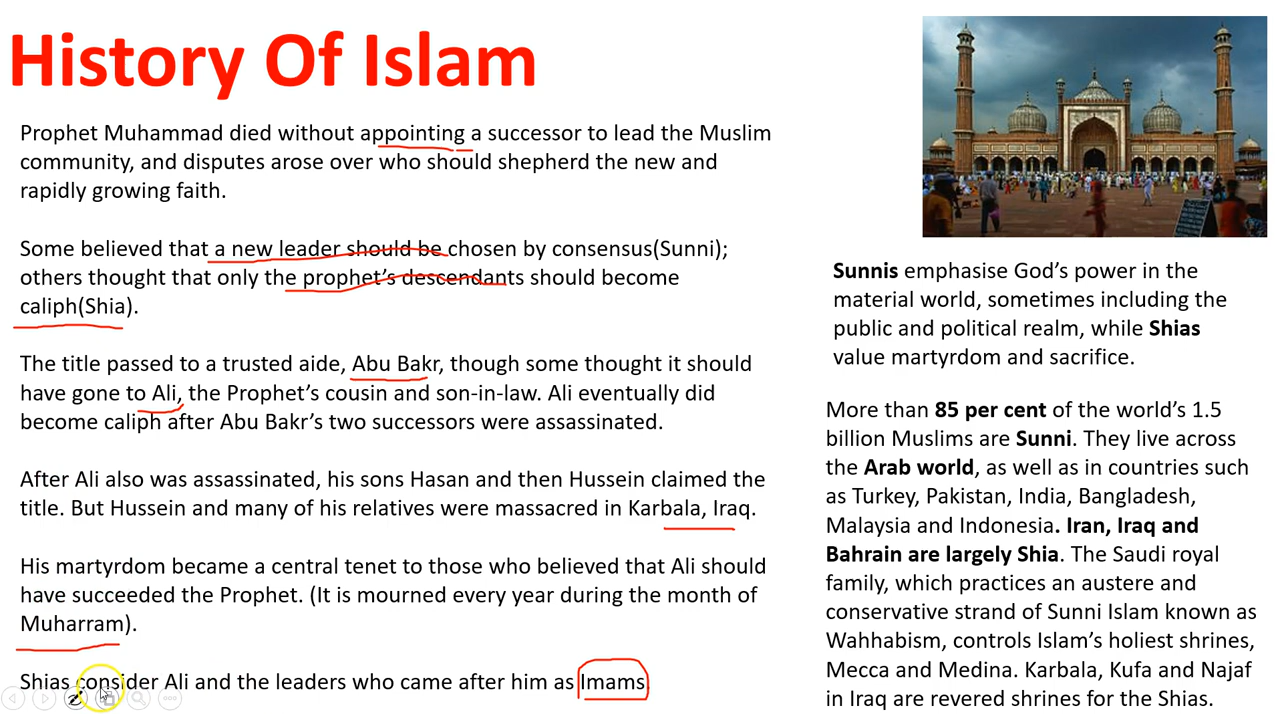 History Of Islam
Prophet Muhammad died without appointing a successor to lead the Muslim
community, and disputes arose over who should shepherd the new and
rapidly growing faith.
Some believed that a new leader should be chosen by consensus(Sunni);
others thought that only the prophet’s descendants should become
caliph(Shia).
The title passed to a trusted aide, Abu Bakr, though some thought it should
have gone to Ali, the Prophet’s cousin and son-in-law. Ali eventually did
become caliph after Abu Bakr’s two successors were assassinated.
After Ali also was assassinated, his sons Hasan and then Hussein claimed the
title. But Hussein and many of his relatives were massacred in Karbala, Iraq.
His martyrdom became a central tenet to those who believed that Ali should
have succeeded the Prophet. (It is mourned every year during the month of
Muharram).
Shias consider Ali and the leaders who came after him as Imams.
Sunnis emphasise God’s power in the
material world, sometimes including the
public and political realm, while Shias
value martyrdom and sacrifice.
More than 85 per cent of the world’s 1.5
billion Muslims are Sunni. They live across
the Arab world, as well as in countries such
as Turkey, Pakistan, India, Bangladesh,
Malaysia and Indonesia. Iran, Iraq and
Bahrain are largely Shia. The Saudi royal
family, which practices an austere and
conservative strand of Sunni Islam known as
Wahhabism, controls Islam’s holiest shrines,
Mecca and Medina. Karbala, Kufa and Najaf
in Iraq are revered shrines for the Shias.